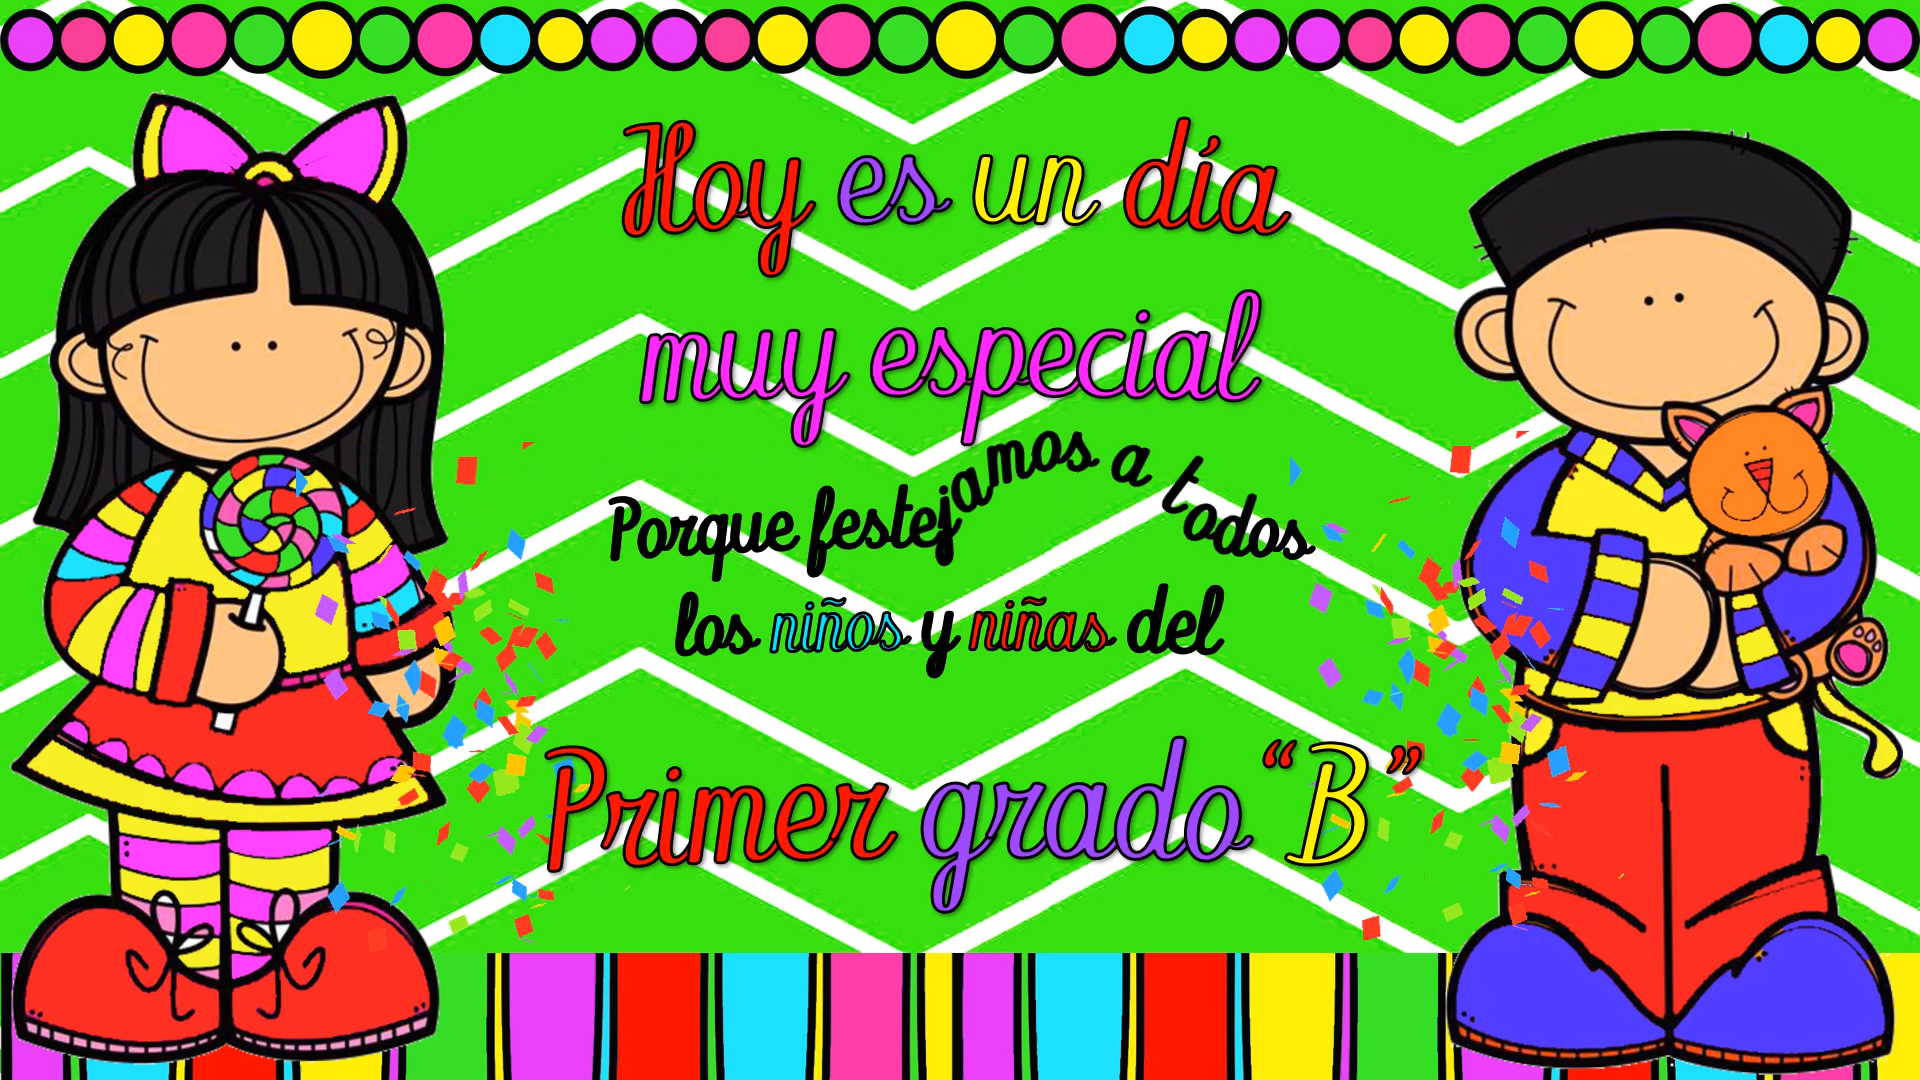 Hoy es un día
muy especial
Porque festejamos a todos
los niños y niñas del
Primer grado “B”